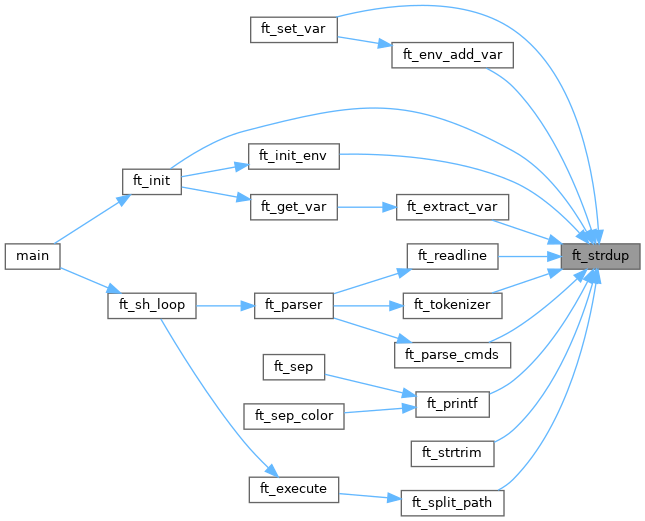 ft_set_var
ft_env_add_var
ft_init_env
ft_init
ft_get_var
ft_extract_var
main
ft_readline
ft_strdup
ft_sh_loop
ft_parser
ft_tokenizer
ft_parse_cmds
ft_sep
ft_printf
ft_sep_color
ft_strtrim
ft_execute
ft_split_path